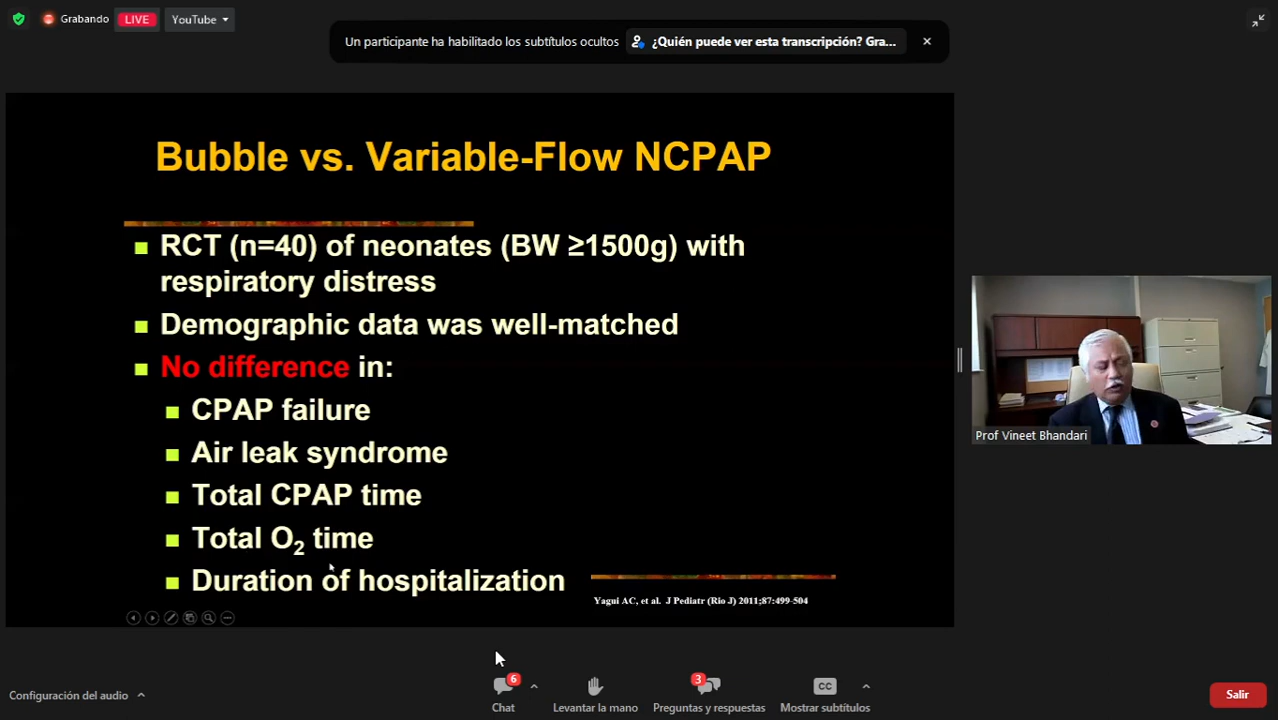 Grabando
LIVE
YouTube
Un participante ha habilitado los subtítulos ocultos
¿Quién puede ver esta transcripción? Gra...
Bubble vs. Variable-Flow NCPAP
RCT (n=40) of neonates (BW ≥1500g) with
respiratory distress
Demographic data was well-matched
No difference in:
CPAP failure
Air leak syndrome
Total CPAP time
Total O₂ time
Duration of hospitalization
Yagui AC, et al. J Pediatr (Rio J) 2011;87:499-504
Prof Vineet Bhandari
Configuración del audio
6
Chat
Levantar la mano
3
Preguntas y respuestas
CC
Mostrar subtítulos
Salir